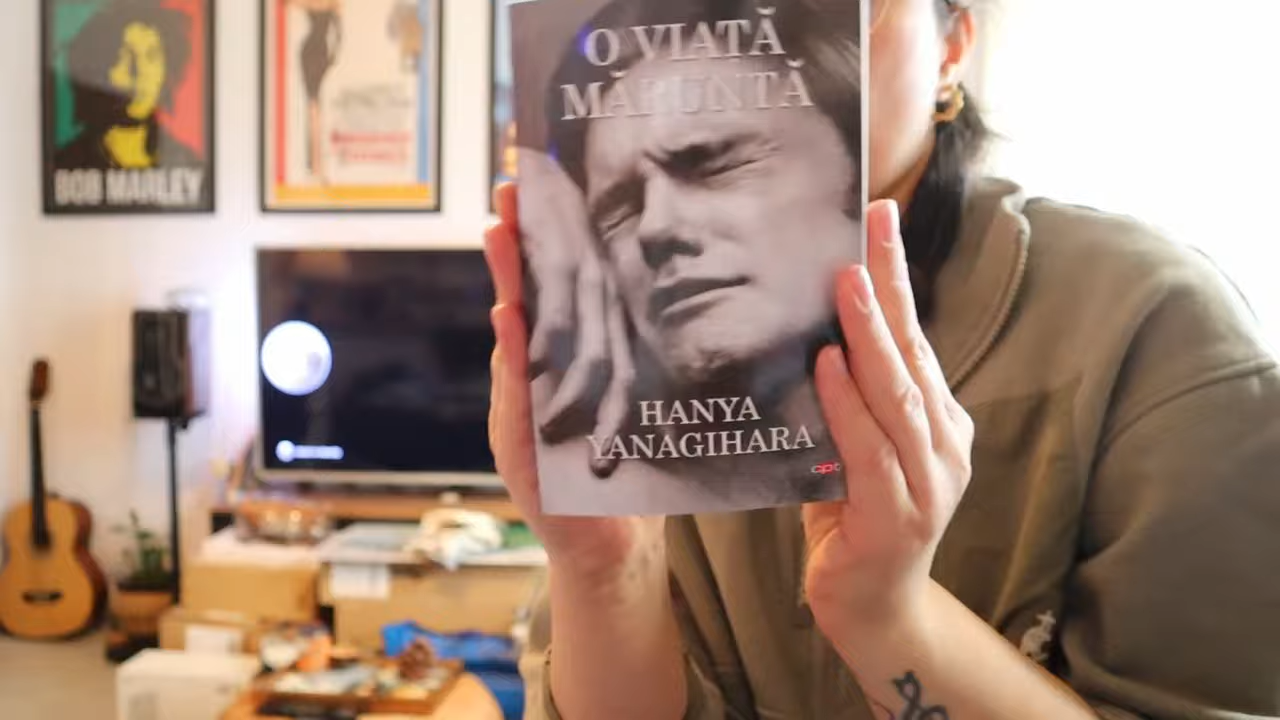 BOB MARLEY
O VIAȚĂ
MĂRUNTĂ
HANYA
YANAGIHARA